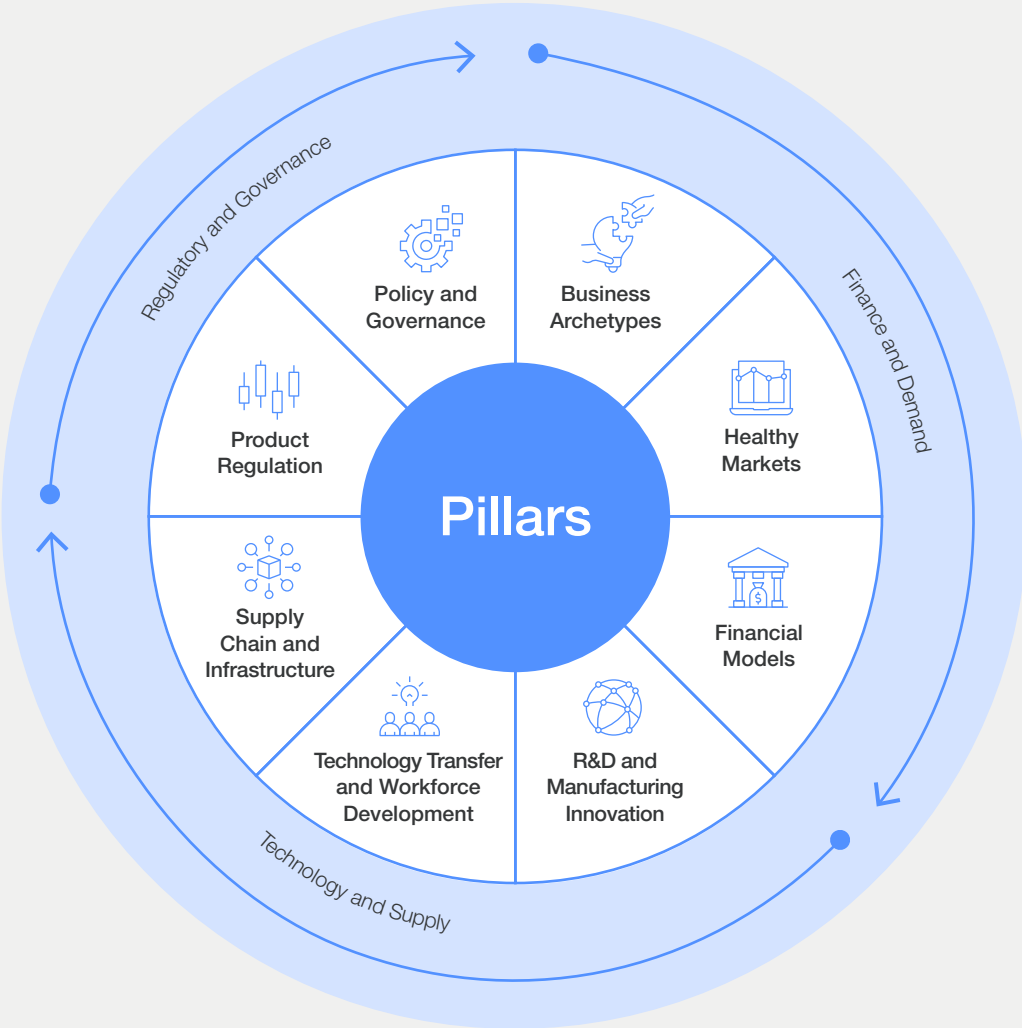 Regulatory and Governance
Finance and Demand
Technology and Supply
Policy and
Governance
Business
Archetypes
Healthy
Markets
Financial
Models
R&D and
Manufacturing
Innovation
Technology Transfer
and Workforce
Development
Supply
Chain and
Infrastructure
Product
Regulation
Pillars
$